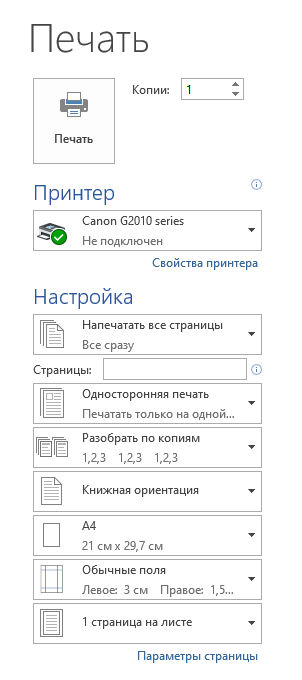 Печать
Копии: 1
Печать
Принтер
Canon G2010 series
Не подключен
Свойства принтера
Настройка
Напечатать все страницы
Все сразу
Страницы:
Односторонняя печать
Печатать только на одной...
Разобрать по копиям
1,2,3 1,2,3 1,2,3
Книжная ориентация
A4
21 см x 29,7 см
Обычные поля
Левое: 3 см Правое: 1,5...
1 страница на листе
Параметры страницы